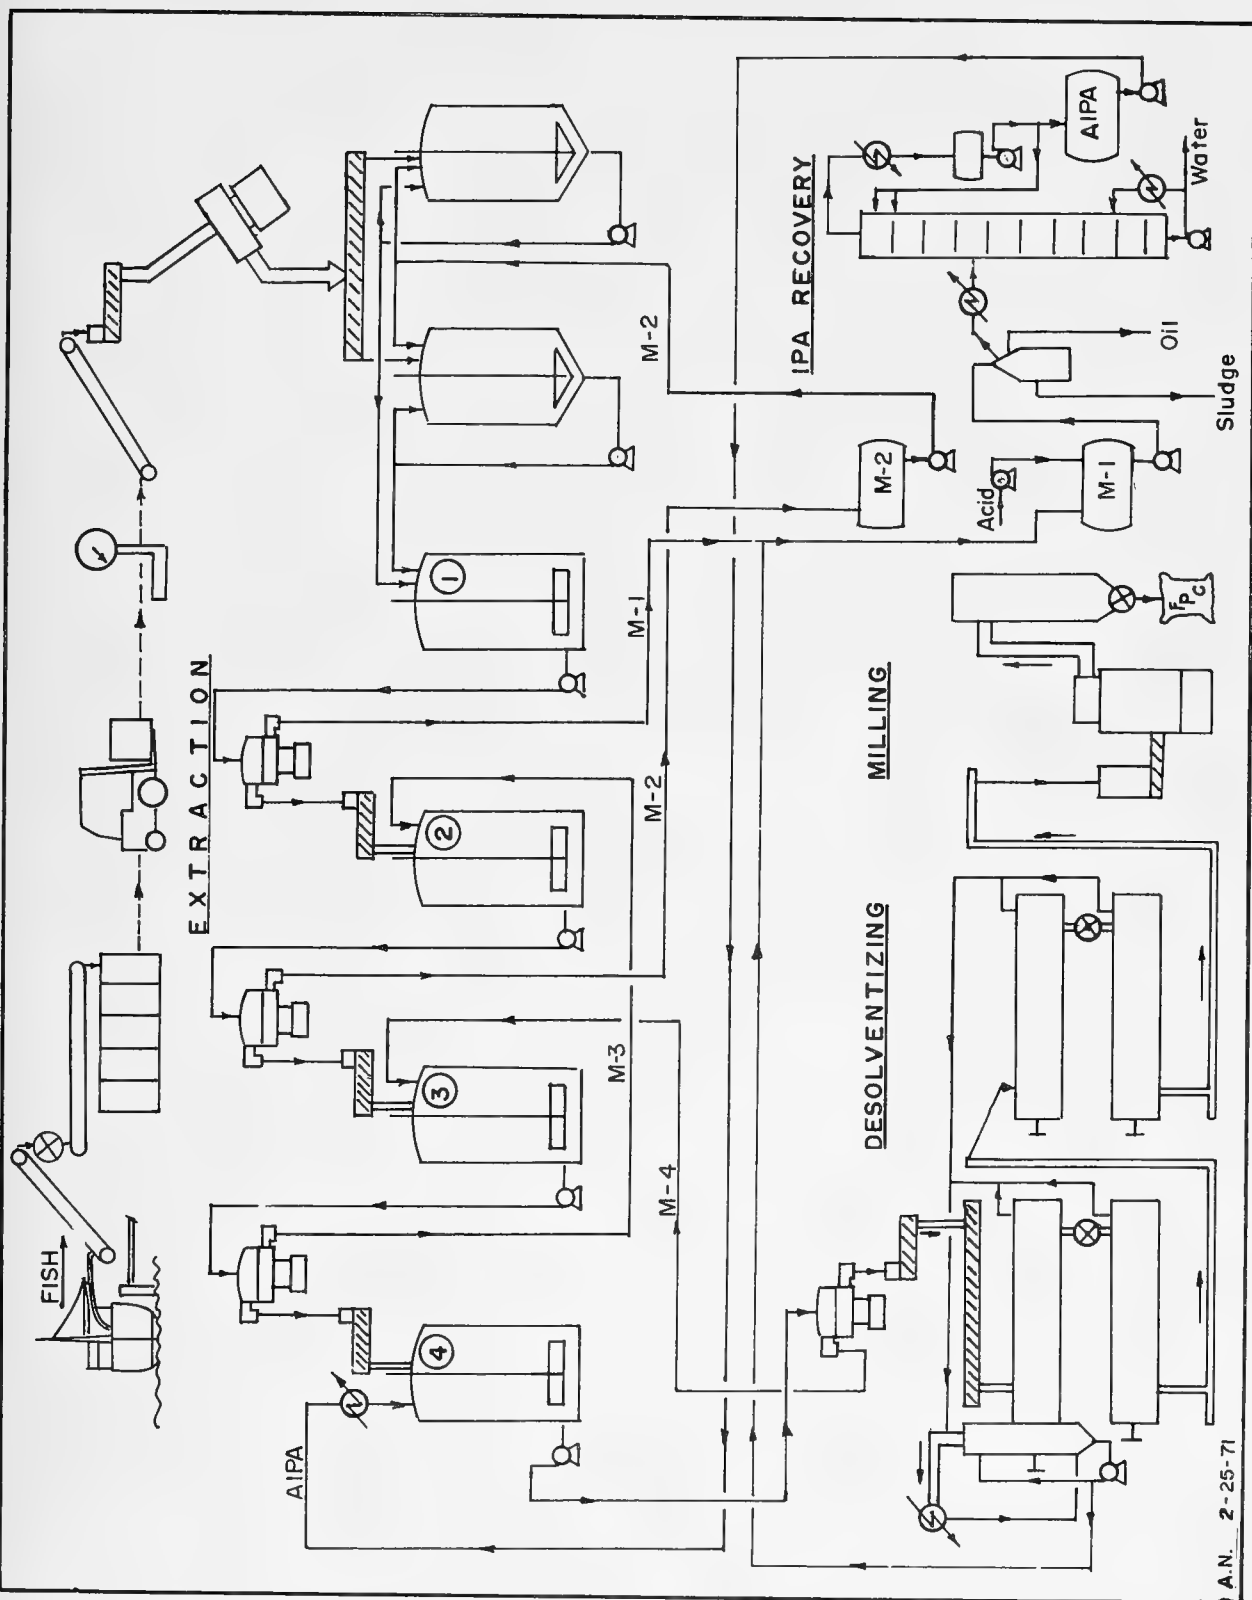 FISH
EXTRACTION
1
2
3
4
M-1
M-2
M-3
M-4
M-2
AIPA
IPA RECOVERY
AIPA
Water
Oil
Sludge
M-2
Acid
M-1
MILLING
FPC
DESOLVENTIZING
A.N. 2-25-71